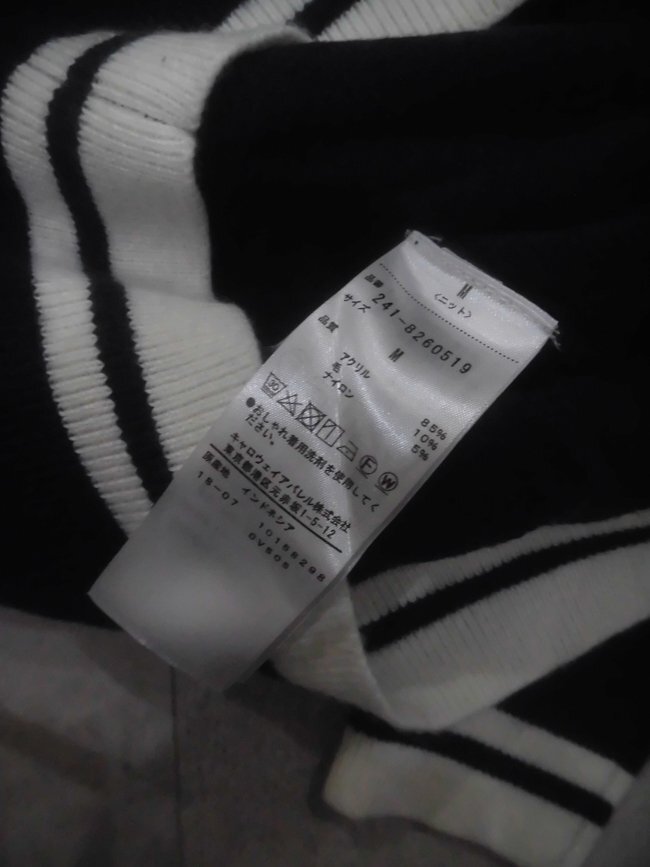 M
〈ニット〉
品番 241-8260519
サイズ M
品質
アクリル 85%
毛 10%
ナイロン 5%
30 F W
●おしゃれ着用洗剤を使用してく
ださい。
キャロウェイアパレル株式会社
東京都港区元赤坂1-5-12
原産地 インドネシア
18-07 10158298
0V505